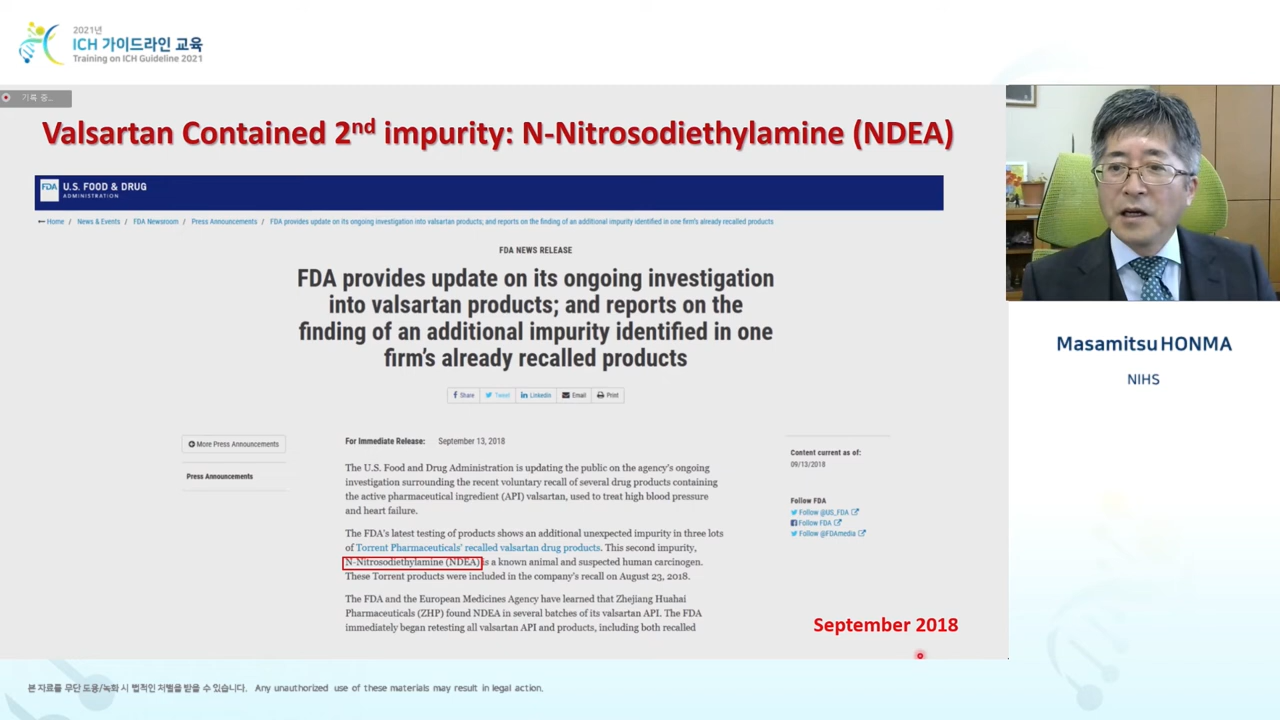 2021년
ICH 가이드라인 교육
Training on ICH Guideline 2021
기록 중...
Valsartan Contained 2nd impurity: N-Nitrosodiethylamine (NDEA)
FDA
U.S. FOOD & DRUG
ADMINISTRATION
Home / News & Events / FDA Newsroom / Press Announcements / FDA provides update on its ongoing investigation into valsartan products; and reports on the finding of an additional impurity identified in one firm's already recalled products
FDA NEWS RELEASE
FDA provides update on its ongoing investigation
into valsartan products; and reports on the
finding of an additional impurity identified in one
firm's already recalled products
Share Tweet Linkedin Email Print
More Press Announcements
Press Announcements
For Immediate Release: September 13, 2018
The U.S. Food and Drug Administration is updating the public on the agency's ongoing
investigation surrounding the recent voluntary recall of several drug products containing
the active pharmaceutical ingredient (API) valsartan, used to treat high blood pressure
and heart failure.
The FDA's latest testing of products shows an additional unexpected impurity in three lots
of Torrent Pharmaceuticals' recalled valsartan drug products. This second impurity,
N-Nitrosodiethylamine (NDEA) is a known animal and suspected human carcinogen.
These Torrent products were included in the company's recall on August 23, 2018.
The FDA and the European Medicines Agency have learned that Zhejiang Huahai
Pharmaceuticals (ZHP) found NDEA in several batches of its valsartan API. The FDA
immediately began retesting all valsartan API and products, including both recalled
Content current as of:
09/13/2018
Follow FDA
Follow @US_FDA
Follow FDA
Follow @FDAmedia
September 2018
Masamitsu HONMA
NIHS
본 자료를 무단 도용/녹화 시 법적인 처벌을 받을 수 있습니다. Any unauthorized use of these materials may result in legal action.